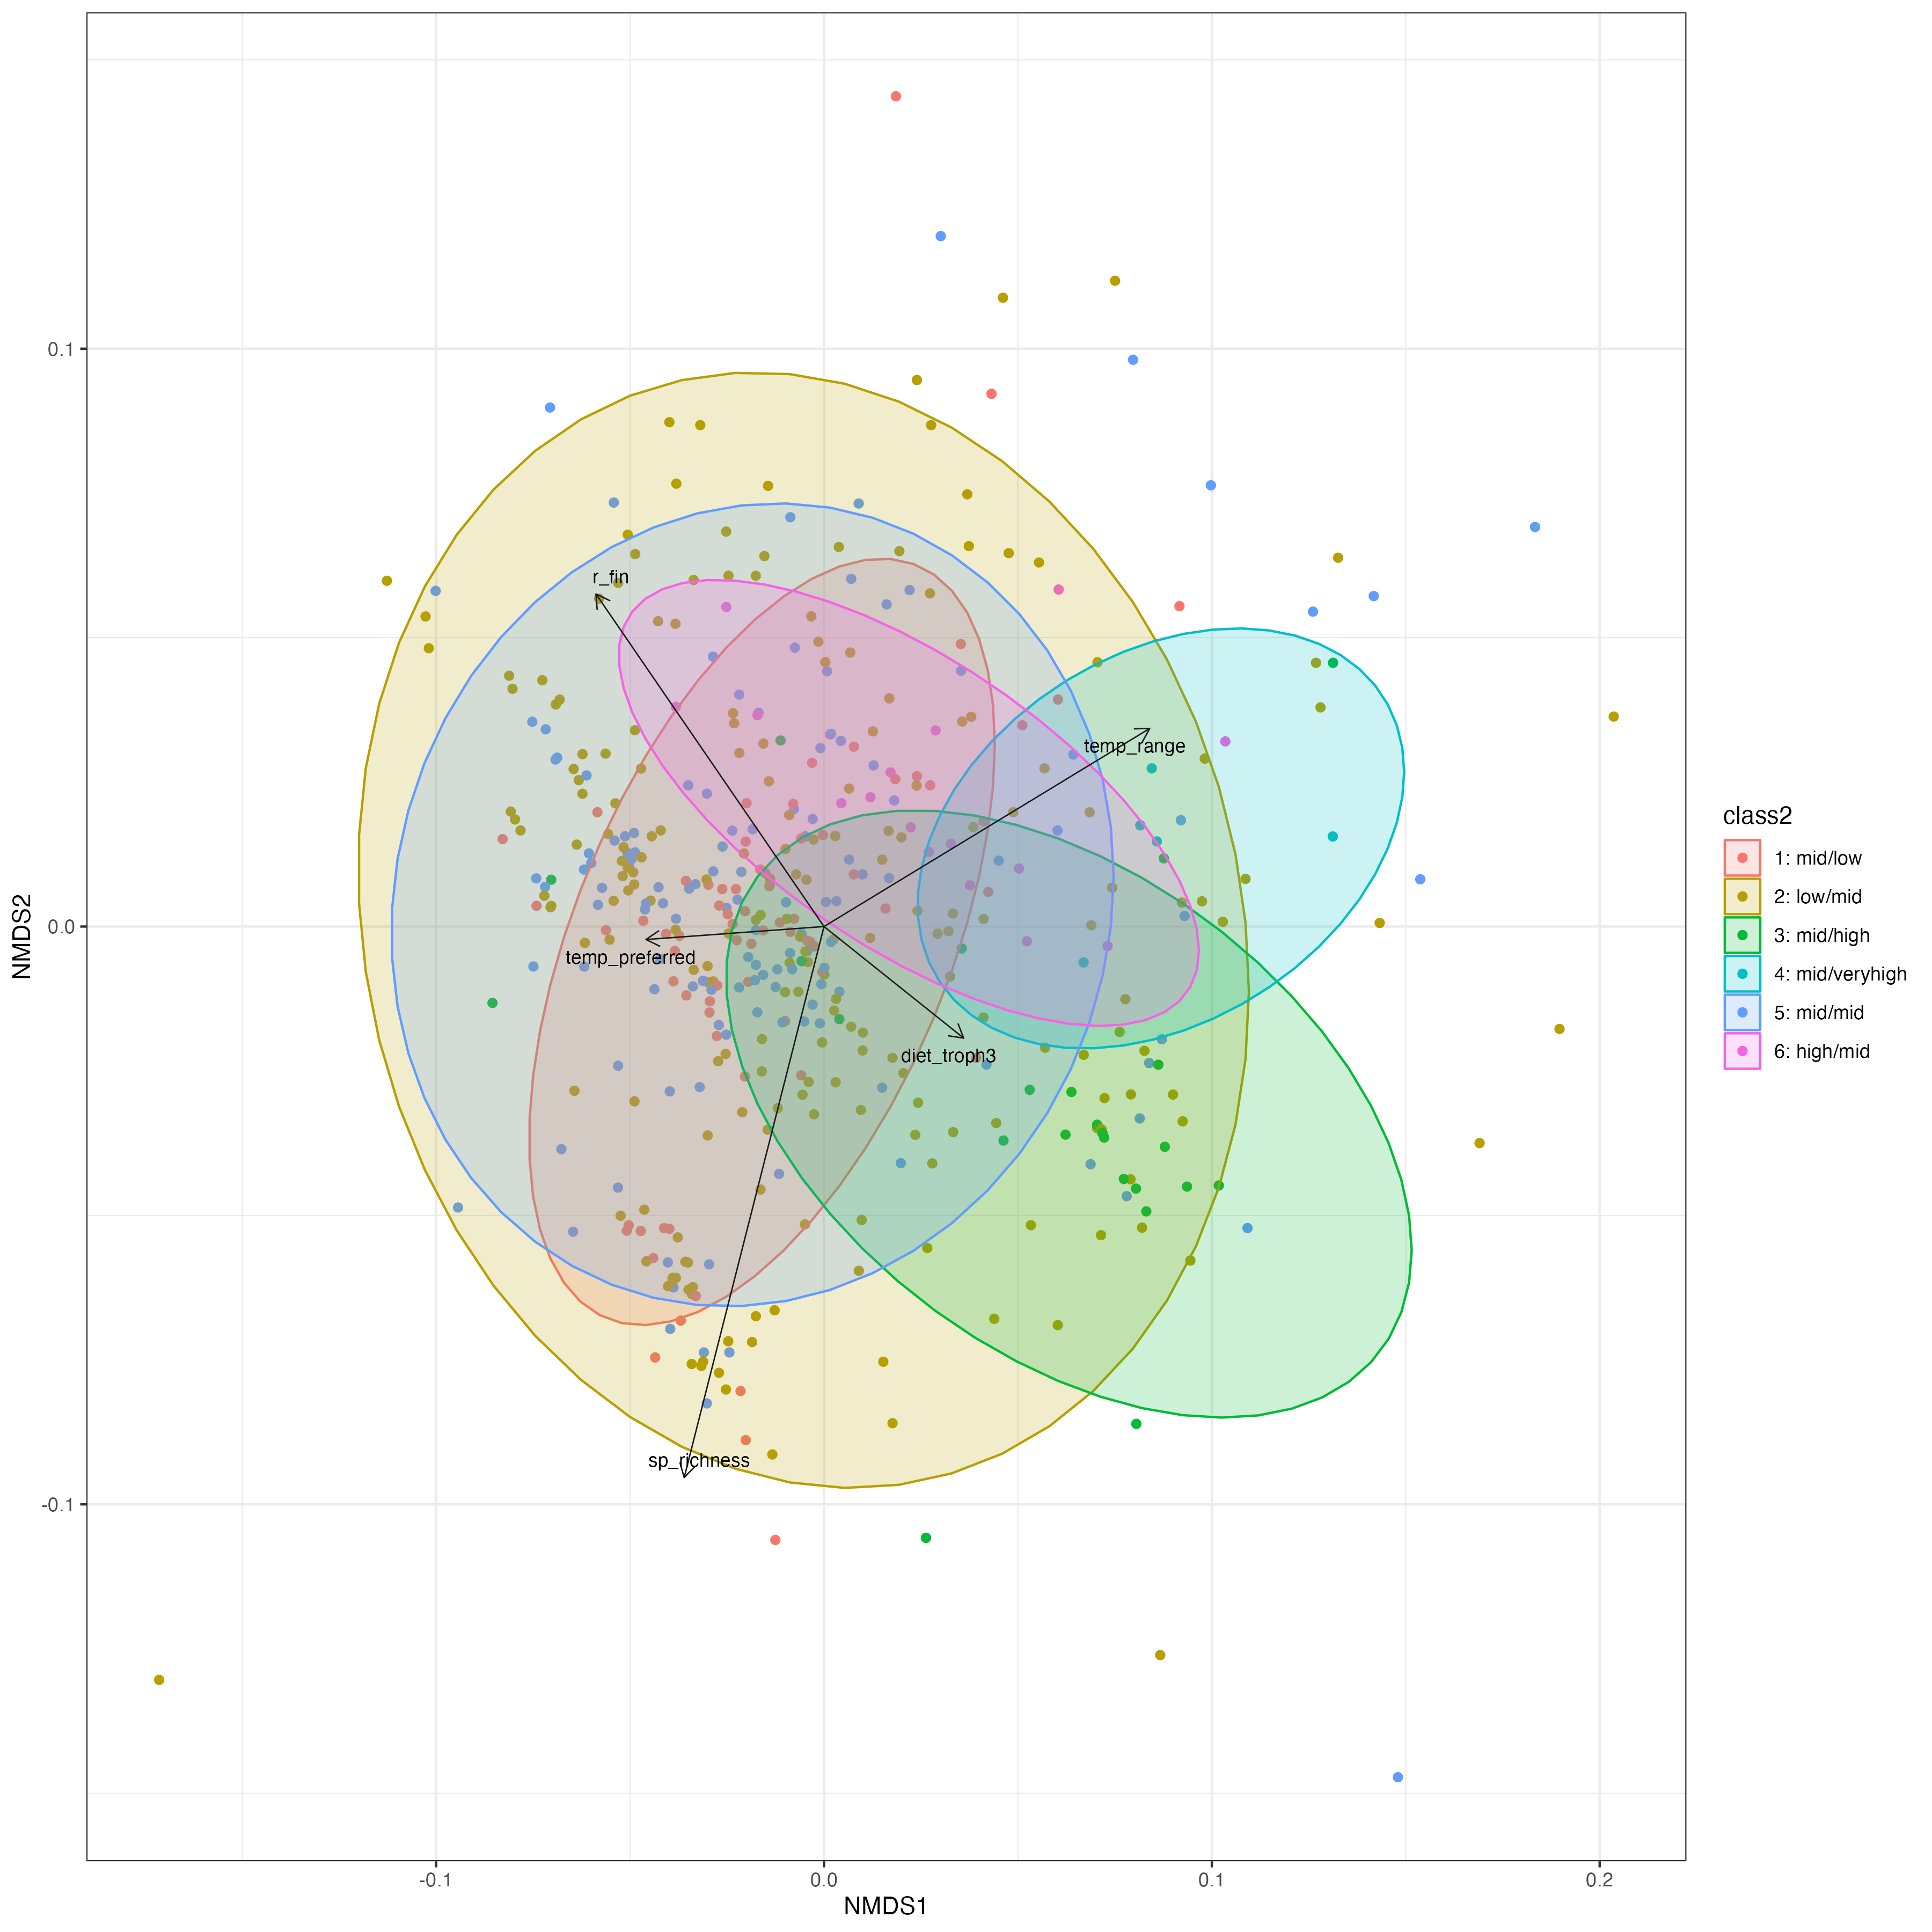 0.1
0.0
-0.1
NMDS2
r_fin
temp_range
temp_preferred
diet_troph3
sp_richness
-0.1
0.0
0.1
0.2
NMDS1
class2
1: mid/low
2: low/mid
3: mid/high
4: mid/veryhigh
5: mid/mid
6: high/mid